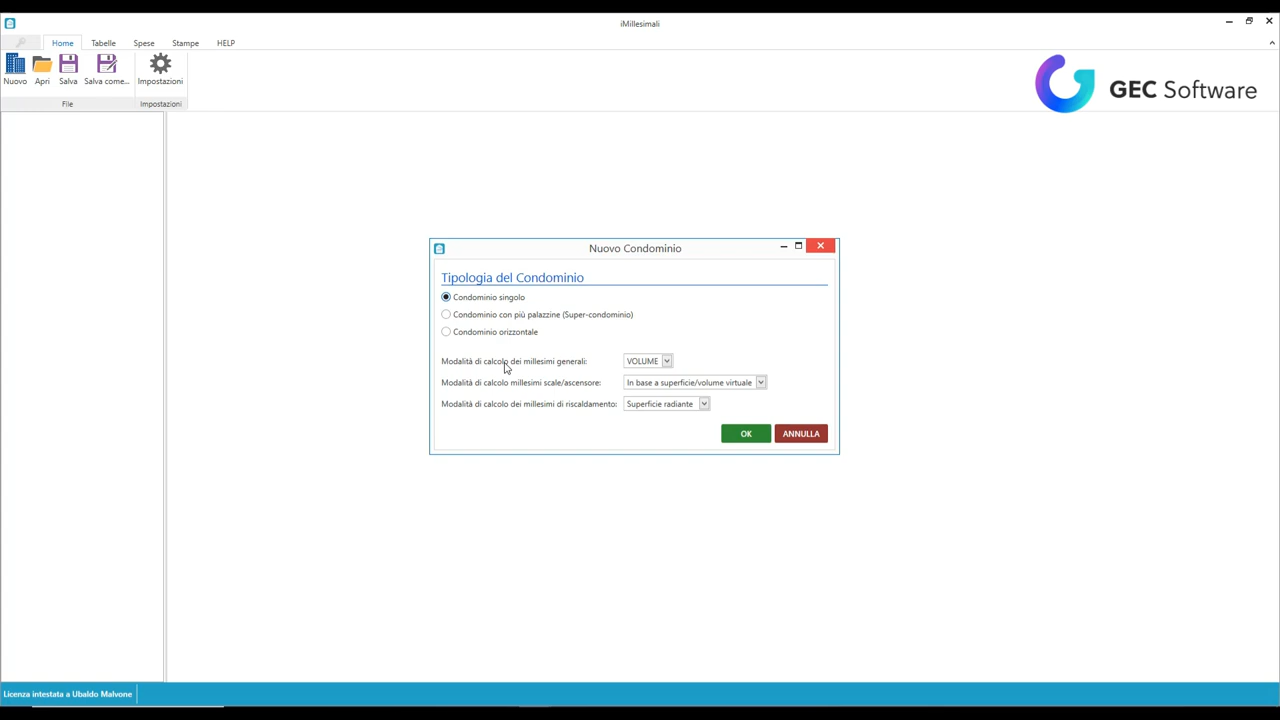 iMillesimali
Home Tabelle Spese Stampe HELP
Nuovo Apri Salva Salva come... Impostazioni
File Impostazioni
GEC Software
Nuovo Condominio
Tipologia del Condominio
Condominio singolo
Condominio con più palazzine (Super-condominio)
Condominio orizzontale
Modalità di calcolo dei millesimi generali: VOLUME
Modalità di calcolo millesimi scale/ascensore: In base a superficie/volume virtuale
Modalità di calcolo dei millesimi di riscaldamento: Superficie radiante
OK ANNULLA
Licenza intestata a Ubaldo Malvone